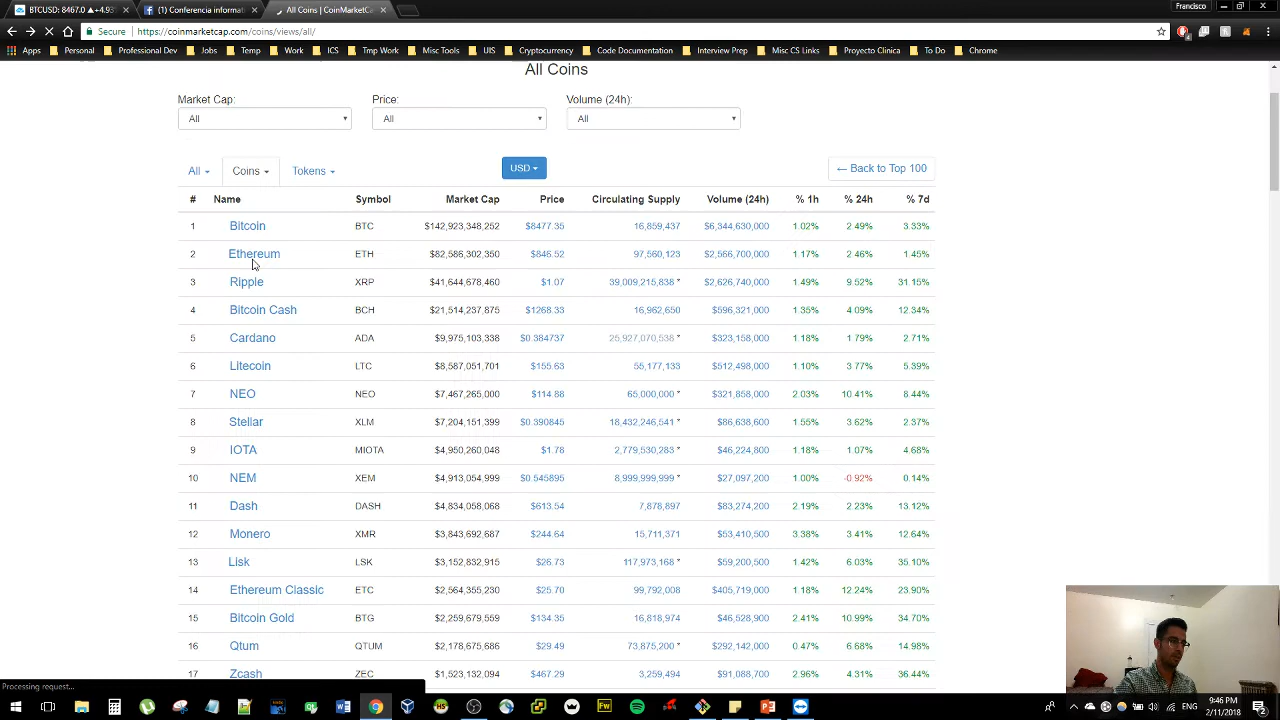 BTCUSD: 8467.0 ▲+4.93
(1) Conferencia informat
All Coins | CoinMarketCa
Francisco
Secure | https://coinmarketcap.com/coins/views/all/
Apps Personal Professional Dev Jobs Temp Work ICS Tmp Work Misc Tools UIS Cryptocurrency Code Documentation Interview Prep Misc CS Links Proyecto Clinica To Do Chrome
All Coins
Market Cap: Price: Volume (24h):
All All All
All Coins Tokens USD ← Back to Top 100
# Name Symbol Market Cap Price Circulating Supply Volume (24h) % 1h % 24h % 7d
1 Bitcoin BTC $142,923,348,252 $8477.35 16,859,437 $6,344,630,000 1.02% 2.49% 3.33%
2 Ethereum ETH $82,586,302,350 $846.52 97,560,123 $2,566,700,000 1.17% 2.46% 1.45%
3 Ripple XRP $41,644,678,460 $1.07 39,009,215,838 * $2,626,740,000 1.49% 9.52% 31.15%
4 Bitcoin Cash BCH $21,514,237,875 $1268.33 16,962,650 $596,321,000 1.35% 4.09% 12.34%
5 Cardano ADA $9,975,103,338 $0.384737 25,927,070,538 * $323,158,000 1.18% 1.79% 2.71%
6 Litecoin LTC $8,587,051,701 $155.63 55,177,133 $512,498,000 1.10% 3.77% 5.39%
7 NEO NEO $7,467,265,000 $114.88 65,000,000 * $321,858,000 2.03% 10.41% 8.44%
8 Stellar XLM $7,204,151,399 $0.390845 18,432,246,541 * $86,638,600 1.55% 3.62% 2.37%
9 IOTA MIOTA $4,950,260,048 $1.78 2,779,530,283 * $46,224,800 1.18% 1.07% 4.68%
10 NEM XEM $4,913,054,999 $0.545895 8,999,999,999 * $27,097,200 1.00% -0.92% 0.14%
11 Dash DASH $4,834,058,068 $613.54 7,878,897 $83,274,200 2.19% 2.23% 13.12%
12 Monero XMR $3,843,692,687 $244.64 15,711,371 $53,410,500 3.38% 3.41% 12.64%
13 Lisk LSK $3,152,832,915 $26.73 117,973,168 * $59,200,500 1.42% 6.03% 35.10%
14 Ethereum Classic ETC $2,564,355,230 $25.70 99,792,008 $405,719,000 1.18% 12.24% 23.90%
15 Bitcoin Gold BTG $2,259,679,559 $134.35 16,818,974 $46,528,900 2.41% 10.99% 34.70%
16 Qtum QTUM $2,178,675,686 $29.49 73,875,200 * $292,142,000 0.47% 6.68% 14.98%
17 Zcash ZEC $1,523,132,094 $467.29 3,259,494 $91,088,700 2.96% 4.31% 36.44%
Processing request...
9:46 PM
2/11/2018